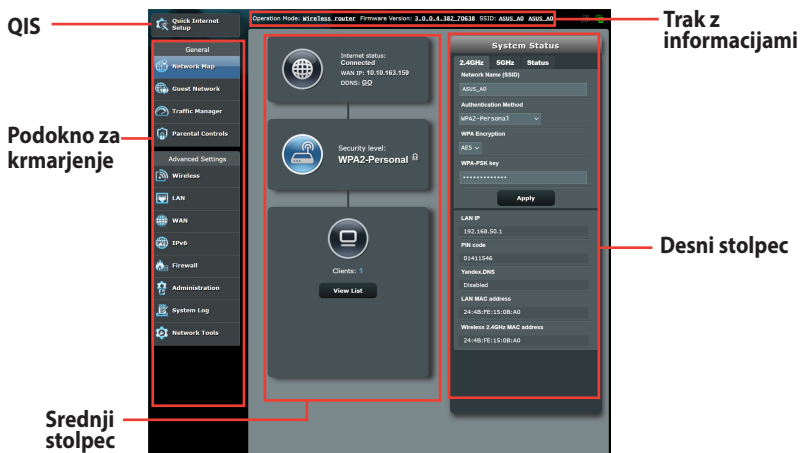 QIS
Podokno za
krmarjenje
Srednji
stolpec
Trak z
informacijami
Desni stolpec
Quick Internet
Setup
Operation Mode: Wireless router Firmware Version: 3.0.0.4.382_70638 SSID: ASUS_A0 ASUS_A0
General
Network Map
Guest Network
Traffic Manager
Parental Controls
Advanced Settings
Wireless
LAN
WAN
IPv6
Firewall
Administration
System Log
Network Tools
Internet status:
Connected
WAN IP: 10.10.163.159
DDNS: GO
Security level:
WPA2-Personal
Clients: 1
View List
System Status
2.4GHz 5GHz Status
Network Name (SSID)
ASUS_A0
Authentication Method
WPA2-Personal
WPA Encryption
AES
WPA-PSK key
•••••••••••••
Apply
LAN IP
192.168.50.1
PIN code
01411546
Yandex.DNS
Disabled
LAN MAC address
24:4B:FE:15:0B:A0
Wireless 2.4GHz MAC address
24:4B:FE:15:0B:A0